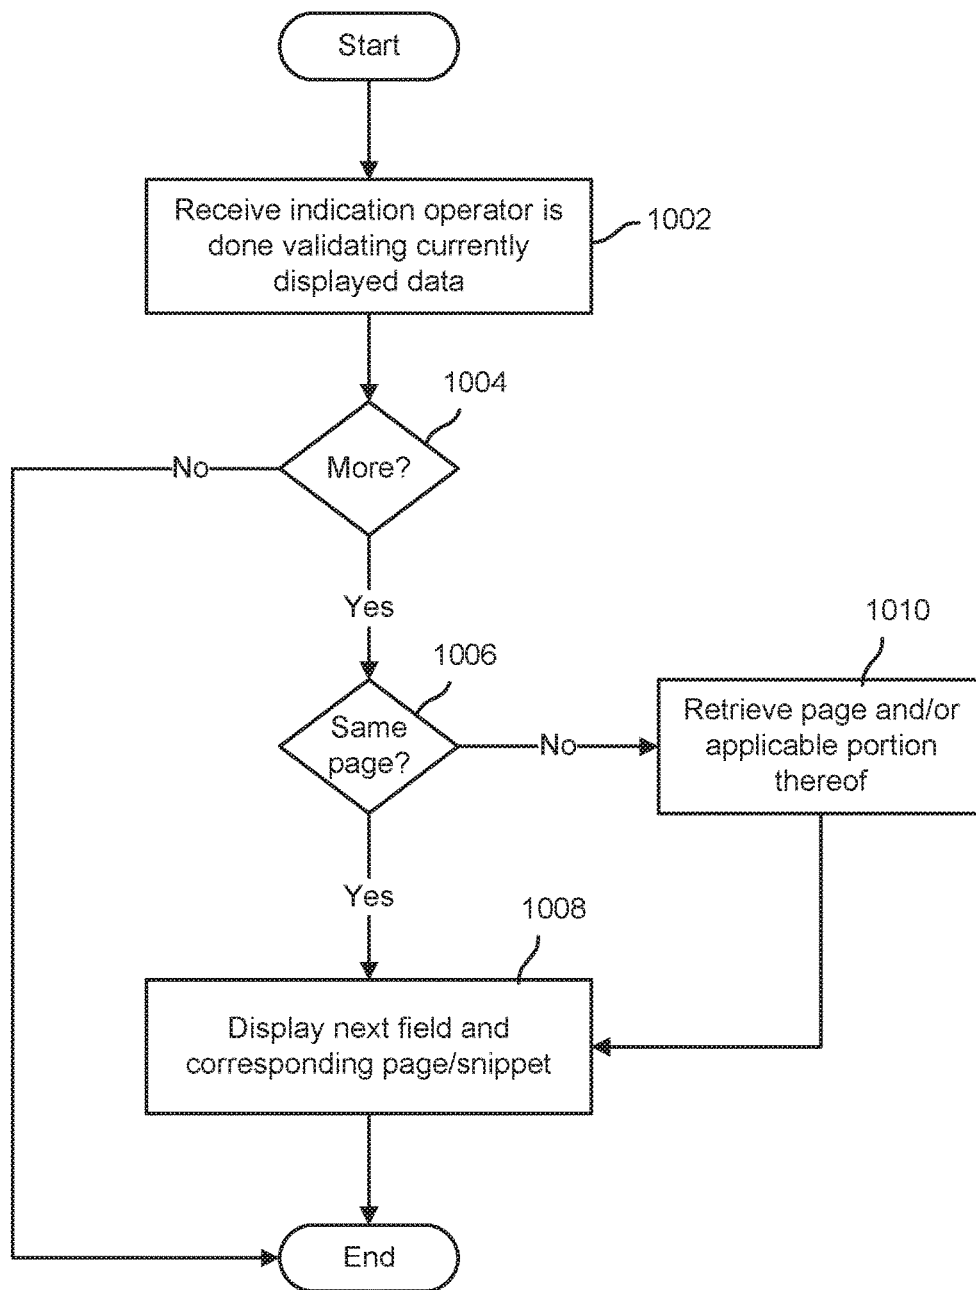 Start
Receive indication operator is
done validating currently
displayed data
1002
1004
More?
No
Yes
1006
Same
page?
No
1010
Retrieve page and/or
applicable portion
thereof
Yes
1008
Display next field and
corresponding page/snippet
End